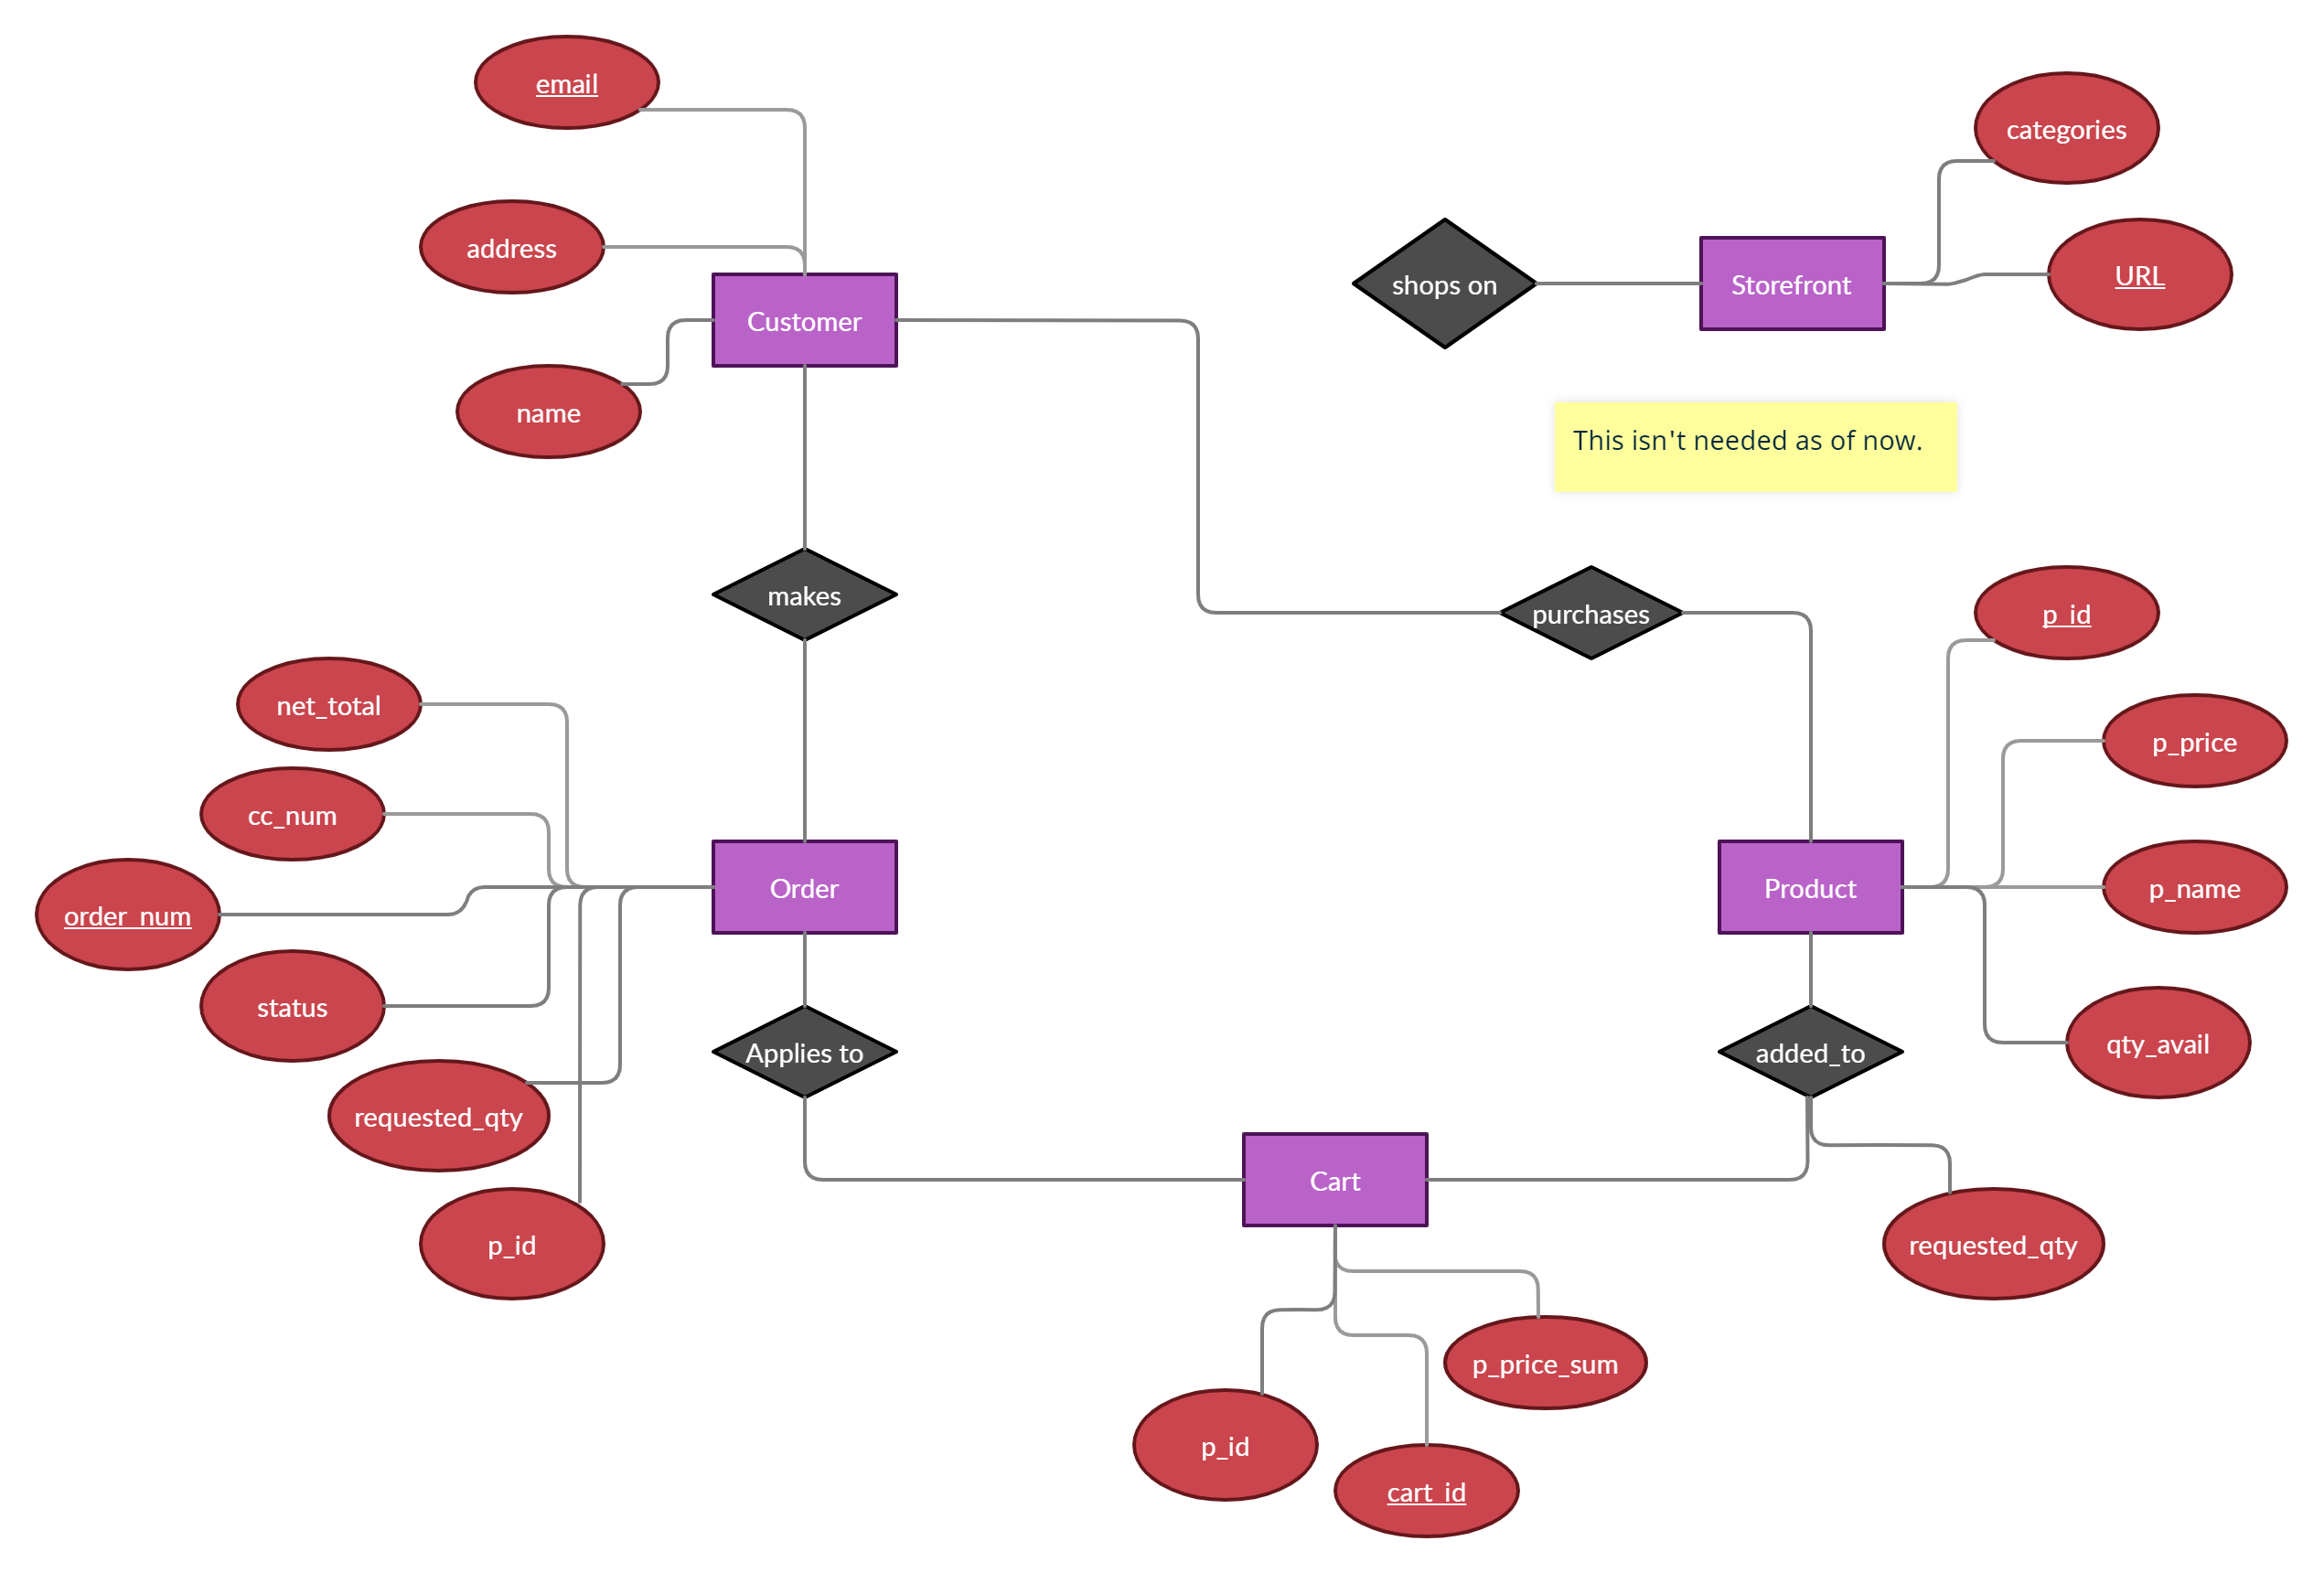 email
categories
address
URL
shops on
Storefront
Customer
name
This isn't needed as of now.
makes
purchases
p_id
net_total
p_price
cc_num
Order
Product
p_name
order_num
status
Applies to
added_to
qty_avail
requested_qty
Cart
p_id
requested_qty
p_price_sum
p_id
cart_id